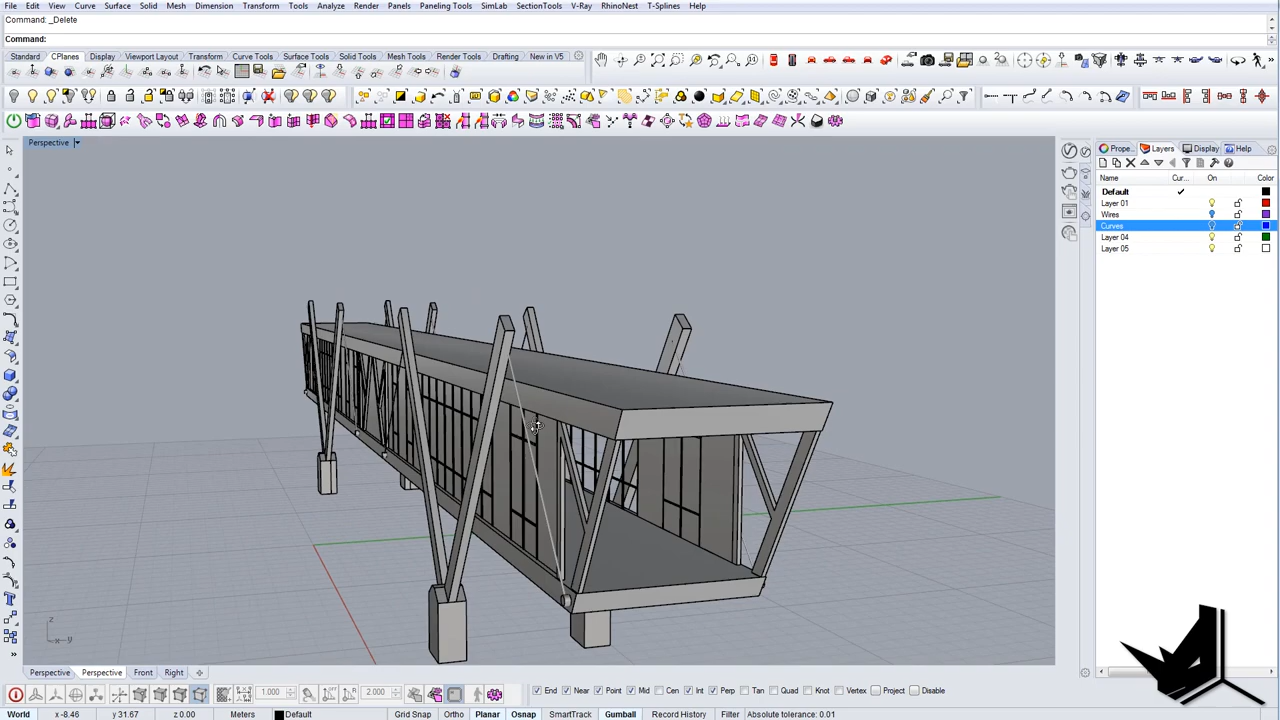 File Edit View Curve Surface Solid Mesh Dimension Transform Tools Analyze Render Panels Paneling Tools SimLab SectionTools V-Ray RhinoNest T-Splines Help
Command: _Delete
Command:
Standard CPlanes Display Viewport Layout Transform Curve Tools Surface Tools Solid Tools Mesh Tools Render Tools Drafting New in V5
Perspective
Prope... Layers Display Help
Name Cur... On Color
Default
Layer 01
Wires
Curves
Layer 04
Layer 05
z
x y
Perspective Perspective Front Right
1.000 2.000 End Near Point Mid Cen Int Perp Tan Quad Knot Vertex Project Disable
World x -8.46 y 31.67 z 0.00 Meters Default Grid Snap Ortho Planar Osnap SmartTrack Gumball Record History Filter Absolute tolerance: 0.01